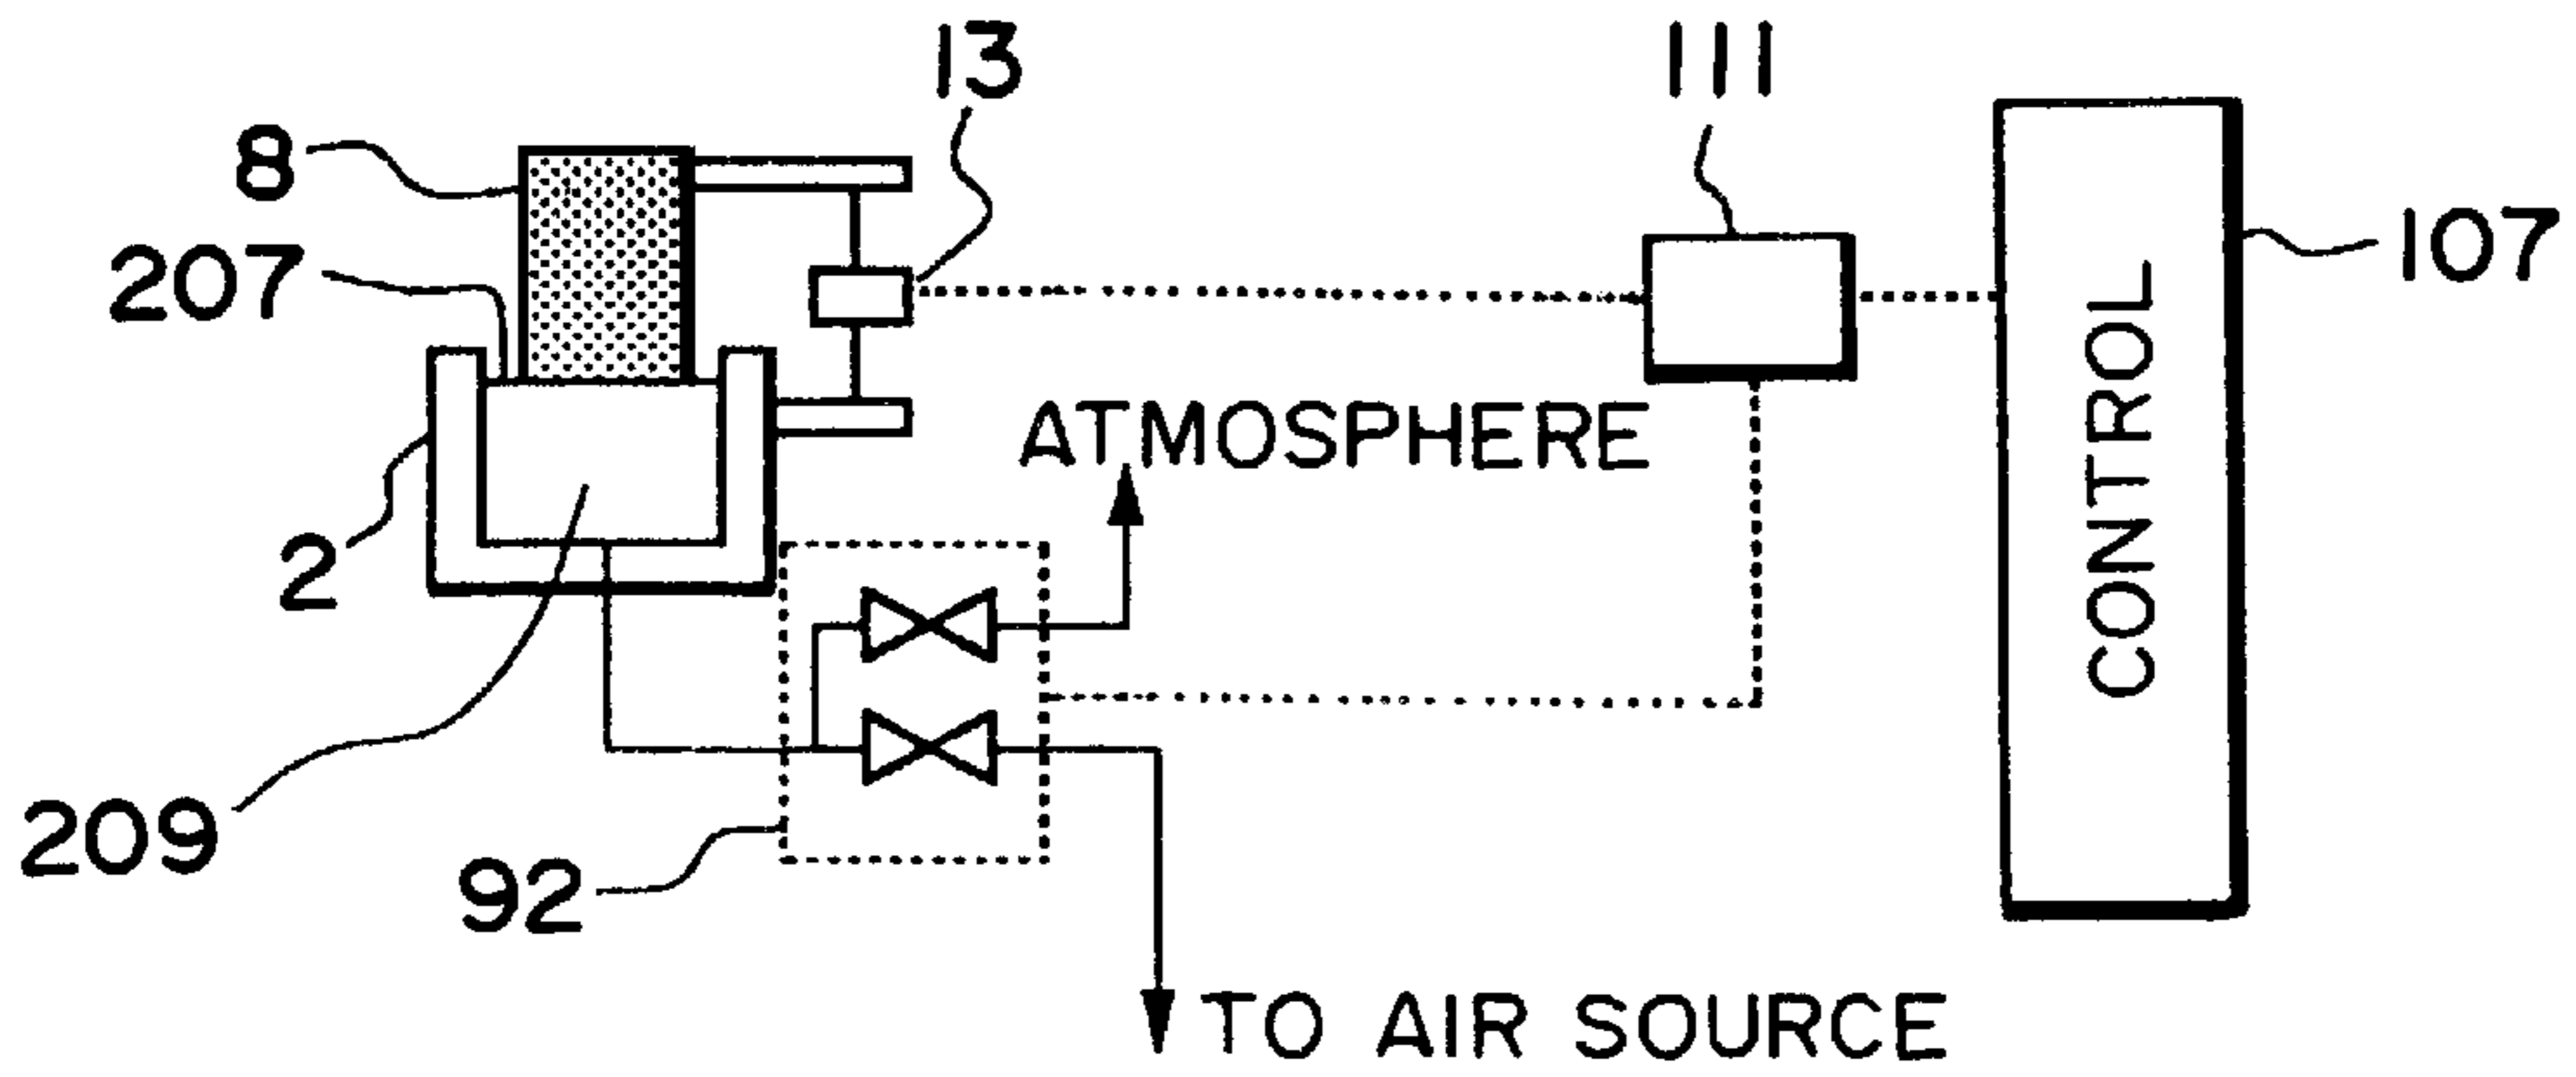 13
111
8
207
107
CONTROL
ATMOSPHERE
2
209
92
TO AIR SOURCE